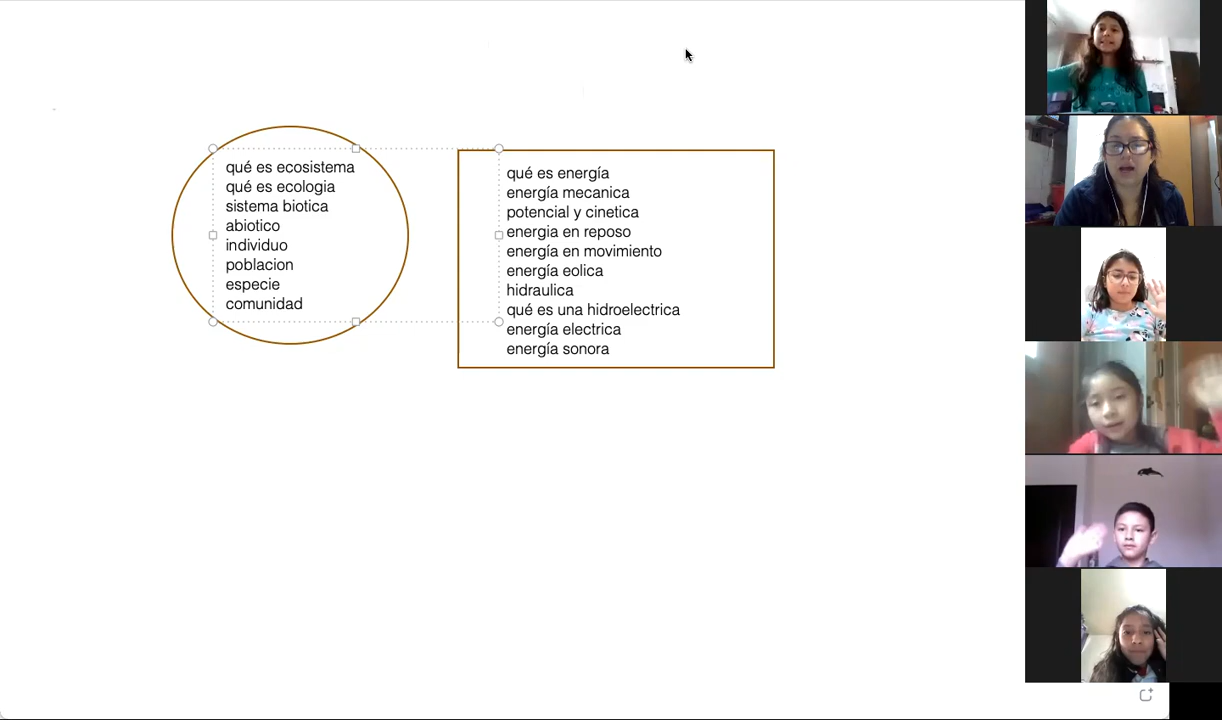 qué es ecosistema
qué es ecologia
sistema biotica
abiotico
individuo
poblacion
especie
comunidad
qué es energía
energía mecanica
potencial y cinetica
energia en reposo
energía en movimiento
energía eolica
hidraulica
qué es una hidroelectrica
energía electrica
energía sonora